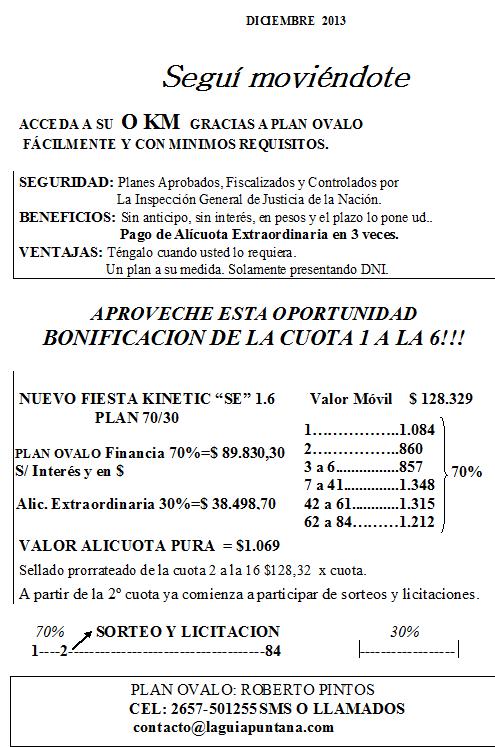 DICIEMBRE 2013
Seguí moviéndote
ACCEDA A SU O KM GRACIAS A PLAN OVALO
FÁCILMENTE Y CON MINIMOS REQUISITOS.
SEGURIDAD: Planes Aprobados, Fiscalizados y Controlados por
La Inspección General de Justicia de la Nación.
BENEFICIOS: Sin anticipo, sin interés, en pesos y el plazo lo pone ud..
Pago de Alícuota Extraordinaria en 3 veces.
VENTAJAS: Téngalo cuando usted lo requiera.
Un plan a su medida. Solamente presentando DNI.
APROVECHE ESTA OPORTUNIDAD
BONIFICACION DE LA CUOTA 1 A LA 6!!!
NUEVO FIESTA KINETIC “SE” 1.6 Valor Móvil $ 128.329
PLAN 70/30
1……………..1.084
PLAN OVALO Financia 70%=$ 89.830,30 2……………..860
S/ Interés y en $ 3 a 6...............857 70%
7 a 41............1.348
Alic. Extraordinaria 30%=$ 38.498,70 42 a 61...........1.315
62 a 84………1.212
VALOR ALICUOTA PURA = $1.069
Sellado prorrateado de la cuota 2 a la 16 $128,32 x cuota.
A partir de la 2º cuota ya comienza a participar de sorteos y licitaciones.
70% SORTEO Y LICITACION 30%
1----2------------------------------------------84 |--------------------|
PLAN OVALO: ROBERTO PINTOS
CEL: 2657-501255 SMS O LLAMADOS
contacto@laguiapuntana.com